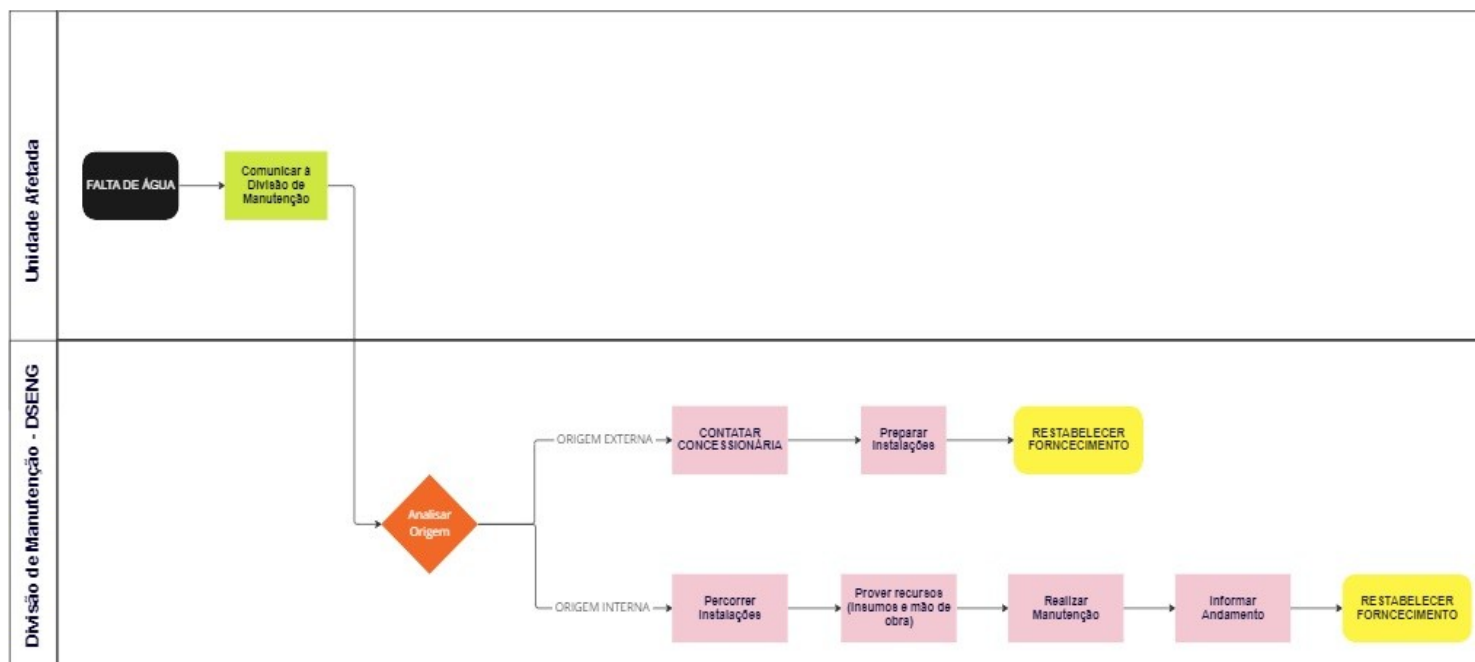 Unidade Afetada
FALTA DE ÁGUA
Comunicar à
Divisão de
Manutenção
Divisão de Manutenção - DSENG
Analisar
Origem
ORIGEM EXTERNA
CONTATAR
CONCESSIONÁRIA
Preparar
Instalações
RESTABELECER
FORNCECIMENTO
ORIGEM INTERNA
Percorrer
Instalações
Prover recursos
(insumos e mão de
obra)
Realizar
Manutenção
Informar
Andamento
RESTABELECER
FORNCECIMENTO